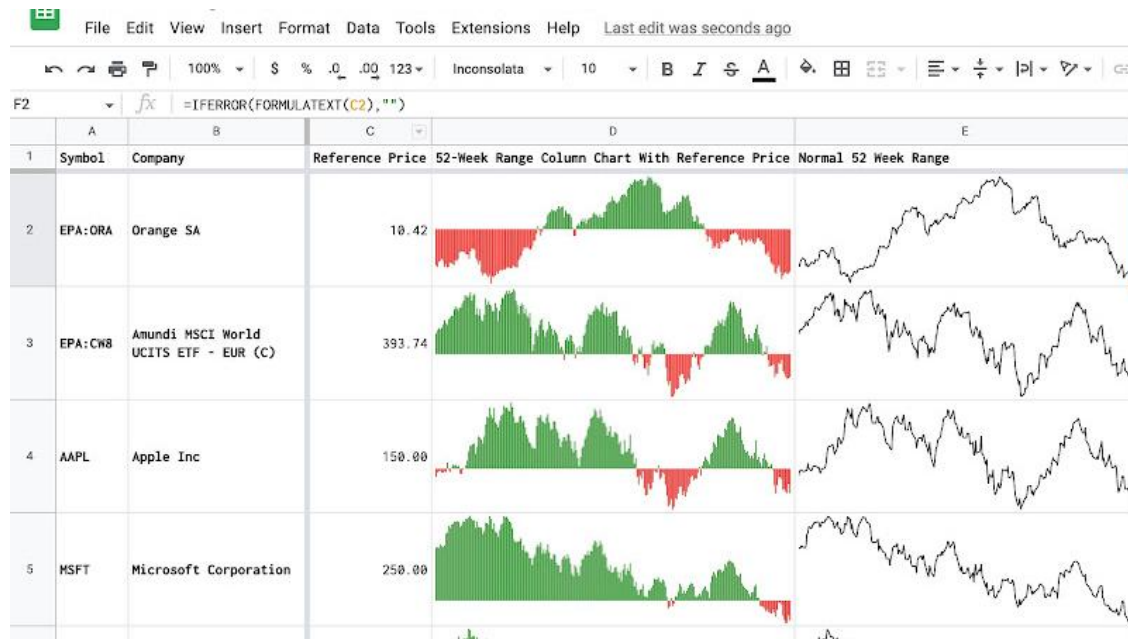 File Edit View Insert Format Data Tools Extensions Help Last edit was seconds ago
100% $ % .0 .00 123 Inconsolata 10 B I S A
F2 fx =IFERROR(FORMULATEXT(C2),"")
A B C D E
1 Symbol Company Reference Price 52-Week Range Column Chart With Reference Price Normal 52 Week Range
2 EPA:ORA Orange SA 10.42
3 EPA:CW8 Amundi MSCI World
UCITS ETF - EUR (C) 393.74
4 AAPL Apple Inc 150.00
5 MSFT Microsoft Corporation 250.00